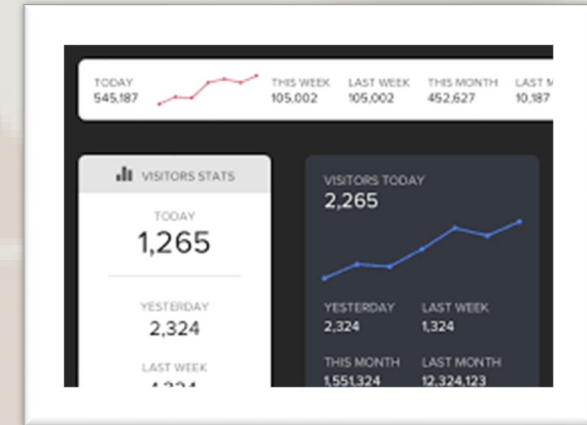 TODAY THIS WEEK LAST WEEK THIS MONTH LAST
545,187 105,002 105,002 452,627 10,187
VISITORS STATS
TODAY
1,265
YESTERDAY
2,324
LAST WEEK
VISITORS TODAY
2,265
YESTERDAY LAST WEEK
2,324 1,324
THIS MONTH LAST MONTH
1,551,324 12,324,123